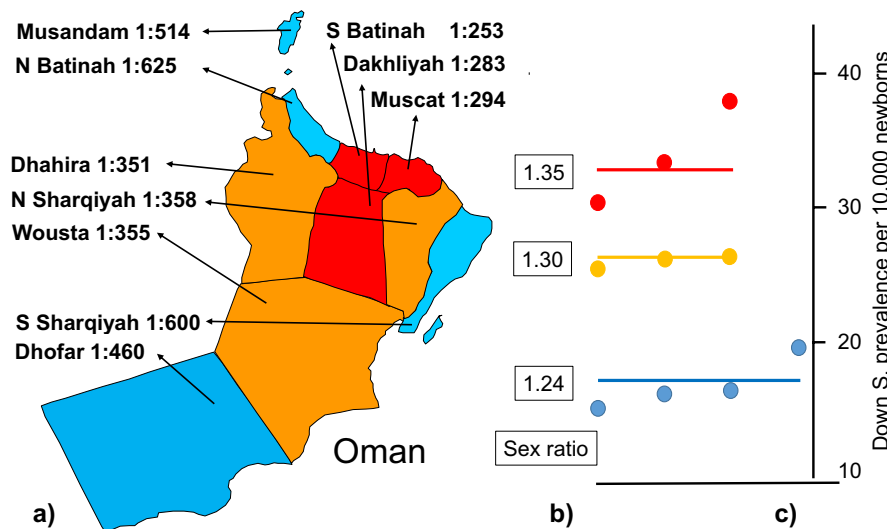 Musandam 1:514
N Batinah 1:625
S Batinah 1:253
Dakhliyah 1:283
Muscat 1:294
Dhahira 1:351
N Sharqiyah 1:358
Wousta 1:355
S Sharqiyah 1:600
Dhofar 1:460
Oman
a)
1.35
1.30
1.24
Sex ratio
b)
40
30
20
10
c)
Down S. prevalence per 10,000 newborns